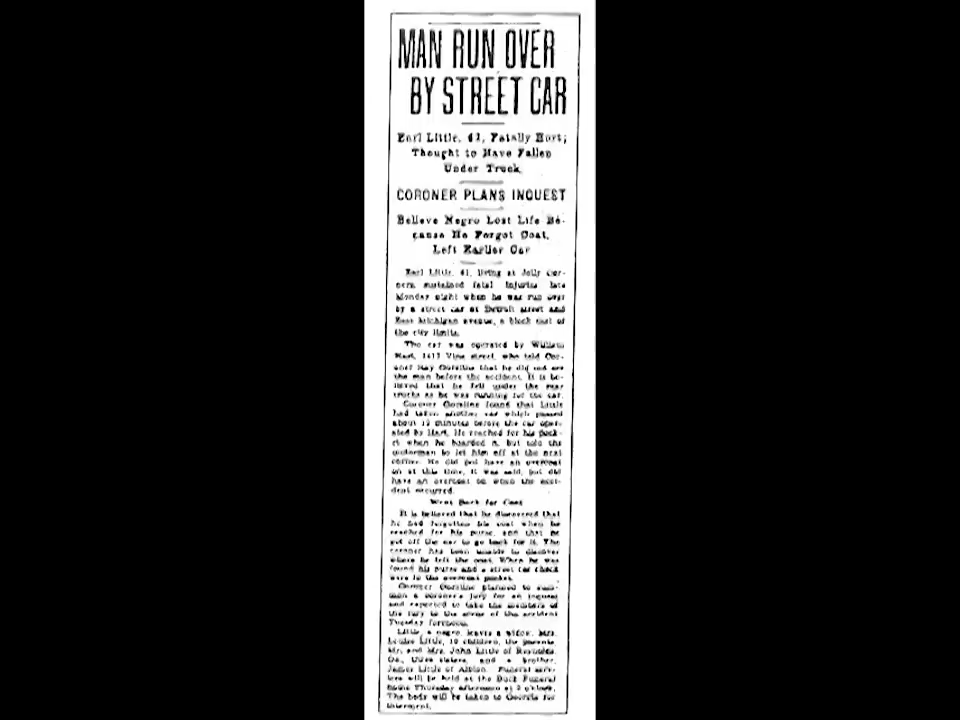 MAN RUN OVER
BY STREET CAR
Earl Little, 41, Fatally Hurt;
Thought to Have Fallen
Under Truck.
CORONER PLANS INQUEST
Believe Negro Lost Life Be-
cause He Forgot Coat,
Left Earlier Car
Earl Little, 41, living at Jolly Cor-
ners, sustained fatal injuries late
Monday night when he was run over
by a street car at Detroit street and
East Michigan avenue, a block east of
the city limits.
The car was operated by William
Hart, 1417 Vine street, who told Cor-
oner Ray Gorsline that he did not see
the man before the accident. It is be-
lieved that he fell under the rear
trucks as he was running for the car.
Coroner Gorsline found that Little
had taken another car which passed
about 12 minutes before the car oper-
ated by Hart. He reached for his pock-
et when he boarded it, but told the
motorman to let him off at the next
corner. He did not have an overcoat
on at this time, it was said, but did
have an overcoat on when the acci-
dent occurred.
Went Back for Coat
It is believed that he discovered that
he had forgotten his coat when he
reached for his purse, and that he
got off the car to go back for it. The
coroner has been unable to discover
where he left the coat. When he was
found his purse and a street car check
were in the overcoat pocket.
Coroner Gorsline planned to sum-
mon a coroner's jury for an inquest
and expected to take the members of
the jury to the scene of the accident
Tuesday forenoon.
Little, a negro, leaves a widow, Mrs.
Louise Little, 10 children, the parents,
Mr. and Mrs. John Little of Reynolds,
Ga., three sisters, and a brother,
James Little of Albion. Funeral serv-
ices will be held at the Buck Funeral
home Thursday afternoon at 2 o'clock.
The body will be taken to Georgia for
interment.